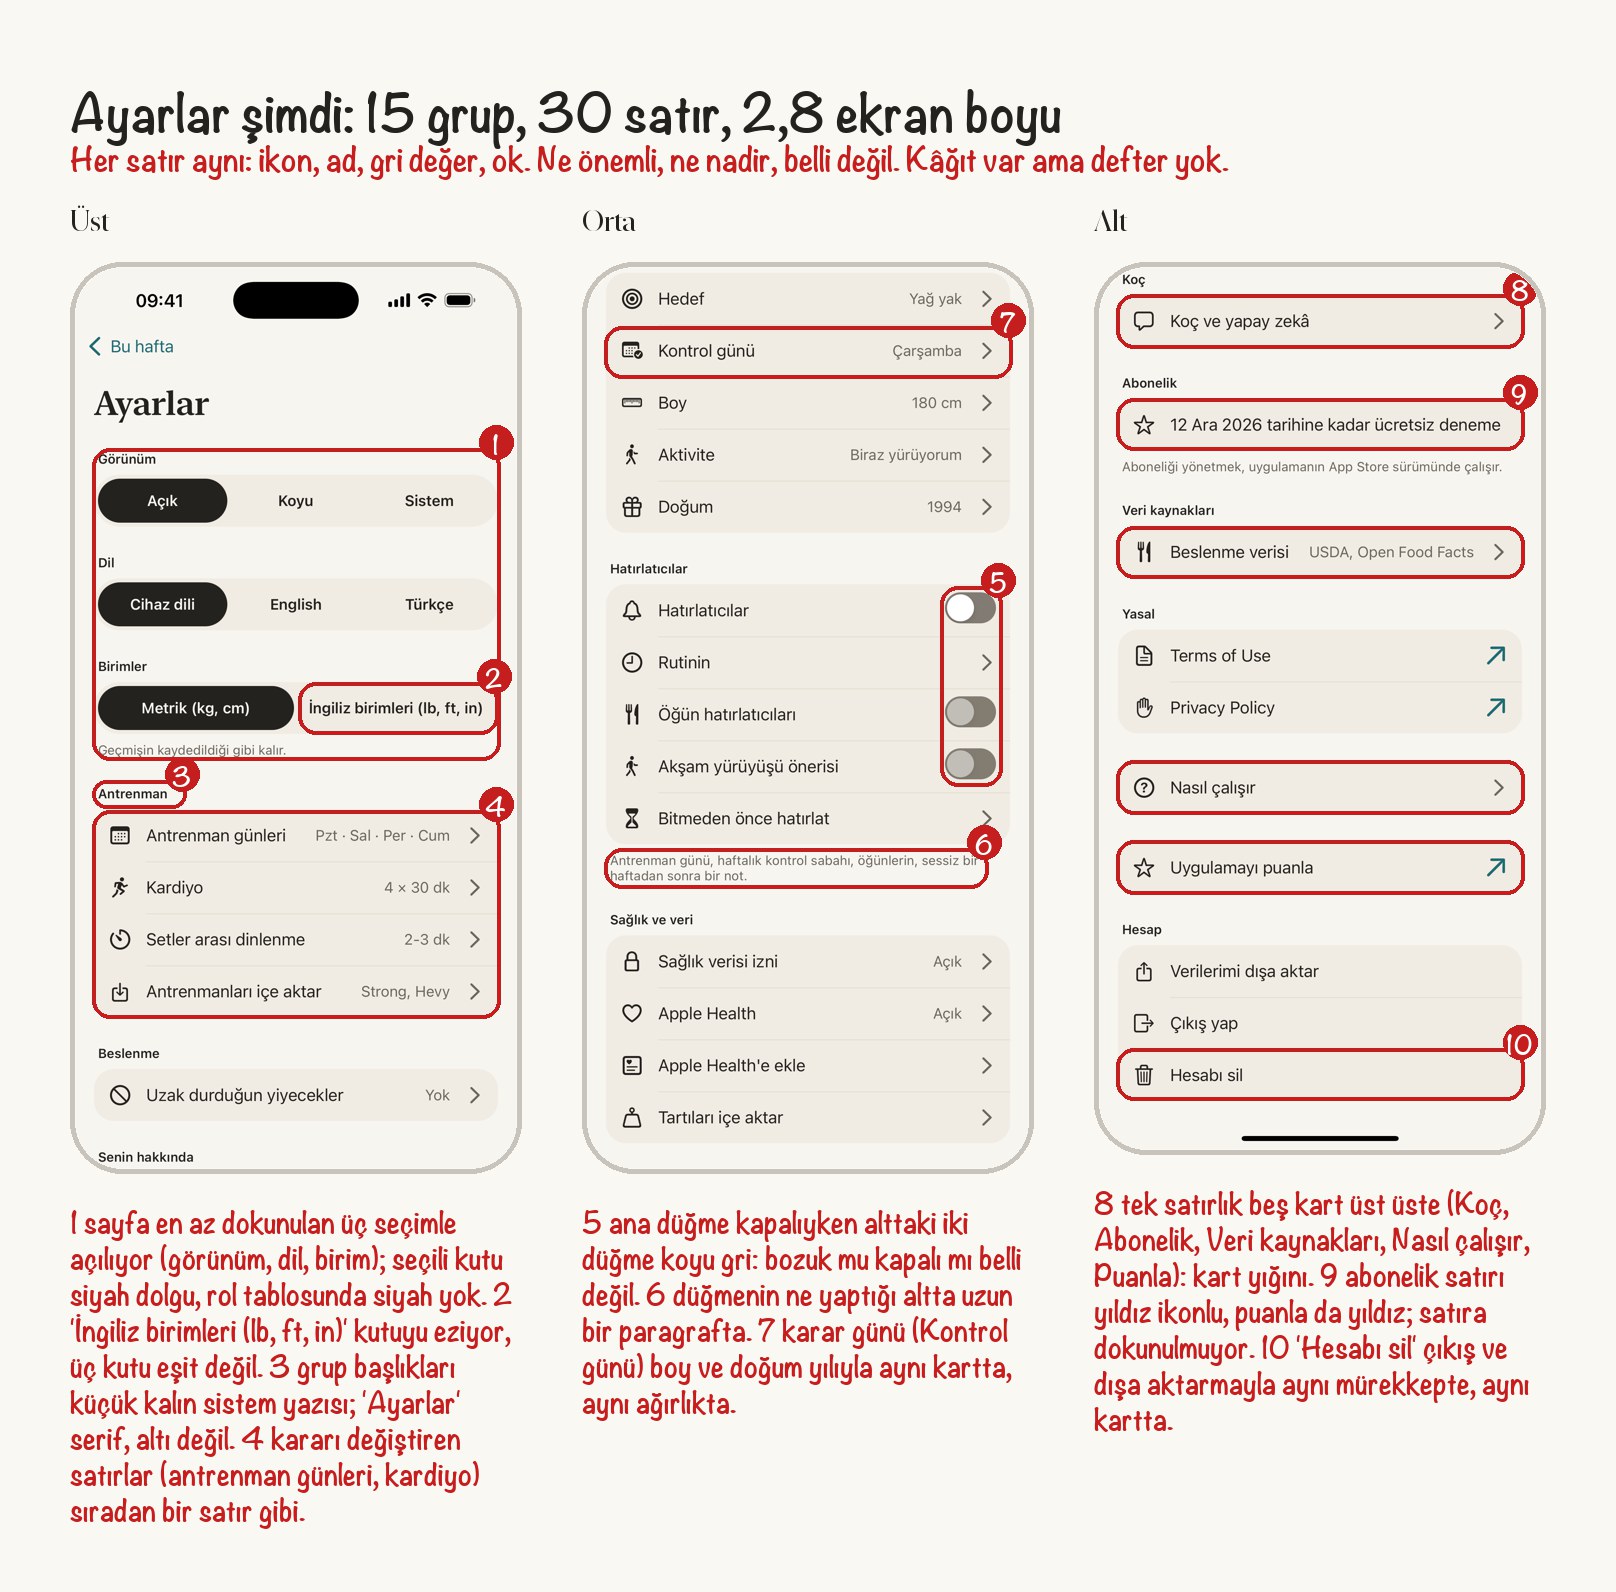 Ayarlar şimdi: 15 grup, 30 satır, 2,8 ekran boyu
Her satır aynı: ikon, ad, gri değer, ok. Ne önemli, ne nadir, belli değil. Kâğıt var ama defter yok.
Üst
09:41
Bu hafta
Ayarlar
1
Görünüm
Açık
Koyu
Sistem
Dil
Cihaz dili
English
Türkçe
Birimler
2
Metrik (kg, cm)
İngiliz birimleri (lb, ft, in)
Geçmişin kaydedildiği gibi kalır.
3
Antrenman
4
Antrenman günleri
Pzt · Sal · Per · Cum
Kardiyo
4 × 30 dk
Setler arası dinlenme
2-3 dk
Antrenmanları içe aktar
Strong, Hevy
Beslenme
Uzak durduğun yiyecekler
Yok
Senin hakkında
1 sayfa en az dokunulan üç seçimle
açılıyor (görünüm, dil, birim); seçili kutu
siyah dolgu, rol tablosunda siyah yok. 2
'İngiliz birimleri (lb, ft, in)' kutuyu eziyor,
üç kutu eşit değil. 3 grup başlıkları
küçük kalın sistem yazısı; 'Ayarlar'
serif, altı değil. 4 kararı değiştiren
satırlar (antrenman günleri, kardiyo)
sıradan bir satır gibi.
Orta
Hedef
Yağ yak
7
Kontrol günü
Çarşamba
Boy
180 cm
Aktivite
Biraz yürüyorum
Doğum
1994
Hatırlatıcılar
5
Hatırlatıcılar
Rutinin
Öğün hatırlatıcıları
Akşam yürüyüşü önerisi
Bitmeden önce hatırlat
6
Antrenman günü, haftalık kontrol sabahı, öğünlerin, sessiz bir
haftadan sonra bir not.
Sağlık ve veri
Sağlık verisi izni
Açık
Apple Health
Açık
Apple Health'e ekle
Tartıları içe aktar
5 ana düğme kapalıyken alttaki iki
düğme koyu gri: bozuk mu kapalı mı belli
değil. 6 düğmenin ne yaptığı altta uzun
bir paragrafta. 7 karar günü (Kontrol
günü) boy ve doğum yılıyla aynı kartta,
aynı ağırlıkta.
Alt
Koç
8
Koç ve yapay zekâ
Abonelik
9
12 Ara 2026 tarihine kadar ücretsiz deneme
Aboneliği yönetmek, uygulamanın App Store sürümünde çalışır.
Veri kaynakları
Beslenme verisi
USDA, Open Food Facts
Yasal
Terms of Use
Privacy Policy
Nasıl çalışır
Uygulamayı puanla
Hesap
Verilerimi dışa aktar
Çıkış yap
10
Hesabı sil
8 tek satırlık beş kart üst üste (Koç,
Abonelik, Veri kaynakları, Nasıl çalışır,
Puanla): kart yığını. 9 abonelik satırı
yıldız ikonlu, puanla da yıldız; satıra
dokunulmuyor. 10 'Hesabı sil' çıkış ve
dışa aktarmayla aynı mürekkepte, aynı
kartta.